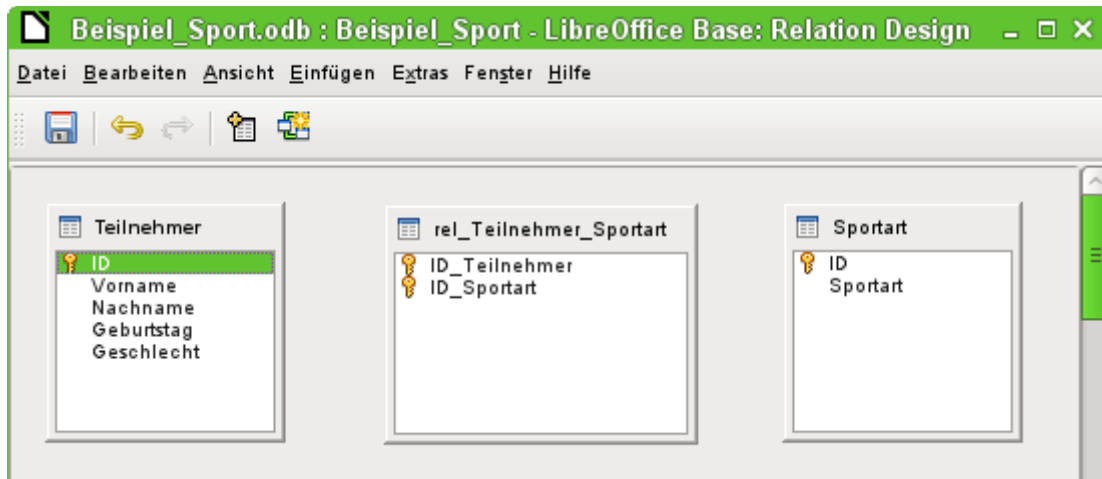 Beispiel_Sport.odb : Beispiel_Sport - LibreOffice Base: Relation Design
Datei Bearbeiten Ansicht Einfügen Extras Fenster Hilfe
Teilnehmer
ID
Vorname
Nachname
Geburtstag
Geschlecht
rel_Teilnehmer_Sportart
ID_Teilnehmer
ID_Sportart
Sportart
ID
Sportart